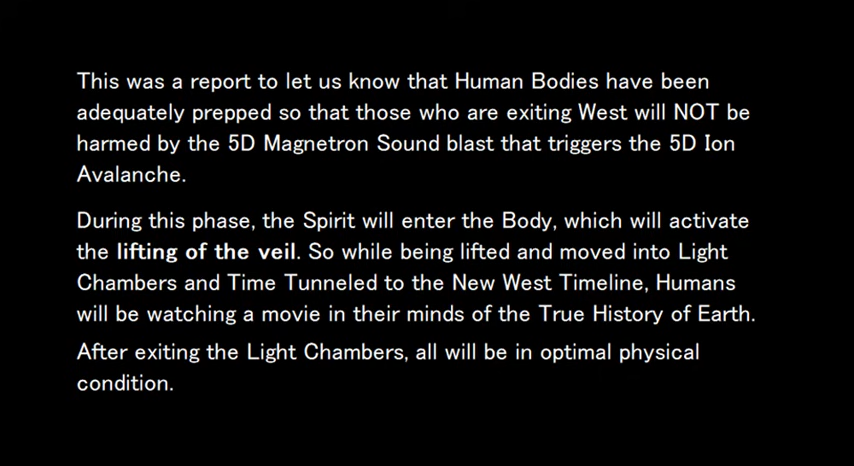 This was a report to let us know that Human Bodies have been
adequately prepped so that those who are exiting West will NOT be
harmed by the 5D Magnetron Sound blast that triggers the 5D Ion
Avalanche.
During this phase, the Spirit will enter the Body, which will activate
the lifting of the veil. So while being lifted and moved into Light
Chambers and Time Tunneled to the New West Timeline, Humans
will be watching a movie in their minds of the True History of Earth.
After exiting the Light Chambers, all will be in optimal physical
condition.